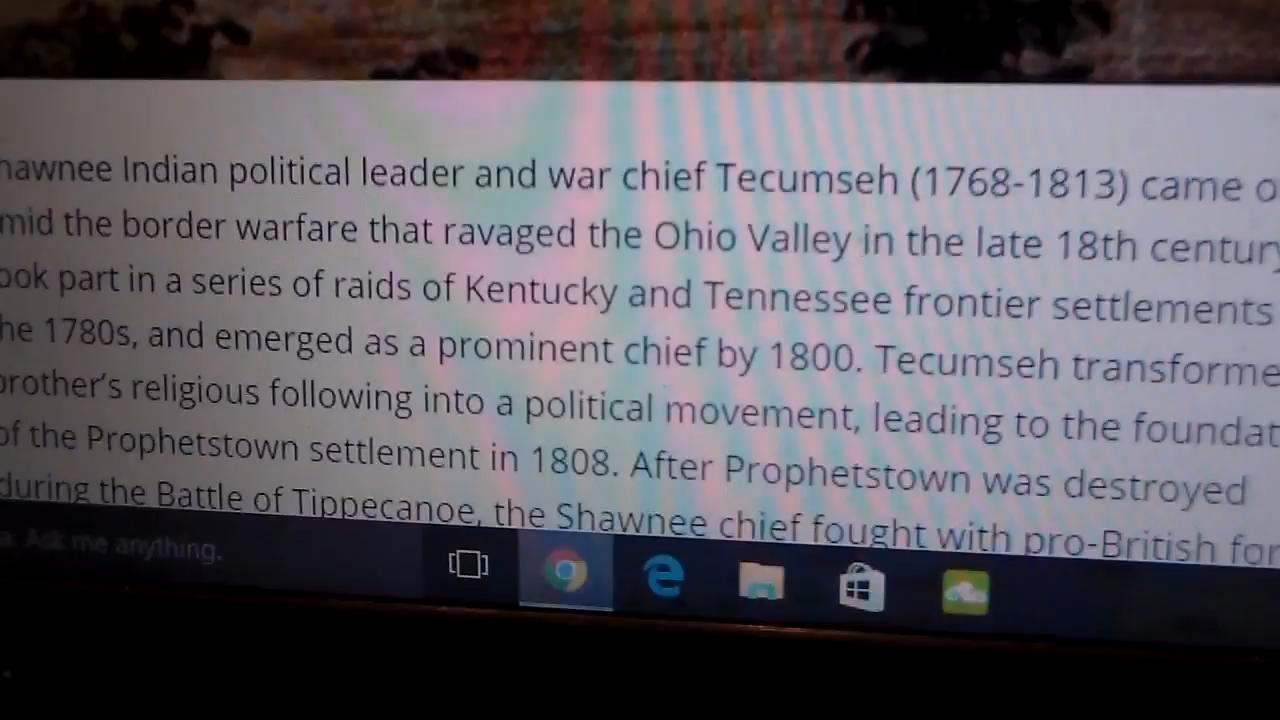 hawnee Indian political leader and war chief Tecumseh (1768-1813) came o
mid the border warfare that ravaged the Ohio Valley in the late 18th century
ook part in a series of raids of Kentucky and Tennessee frontier settlements
he 1780s, and emerged as a prominent chief by 1800. Tecumseh transforme
brother's religious following into a political movement, leading to the foundat
of the Prophetstown settlement in 1808. After Prophetstown was destroyed
during the Battle of Tippecanoe, the Shawnee chief fought with pro-British for
a. Ask me anything.